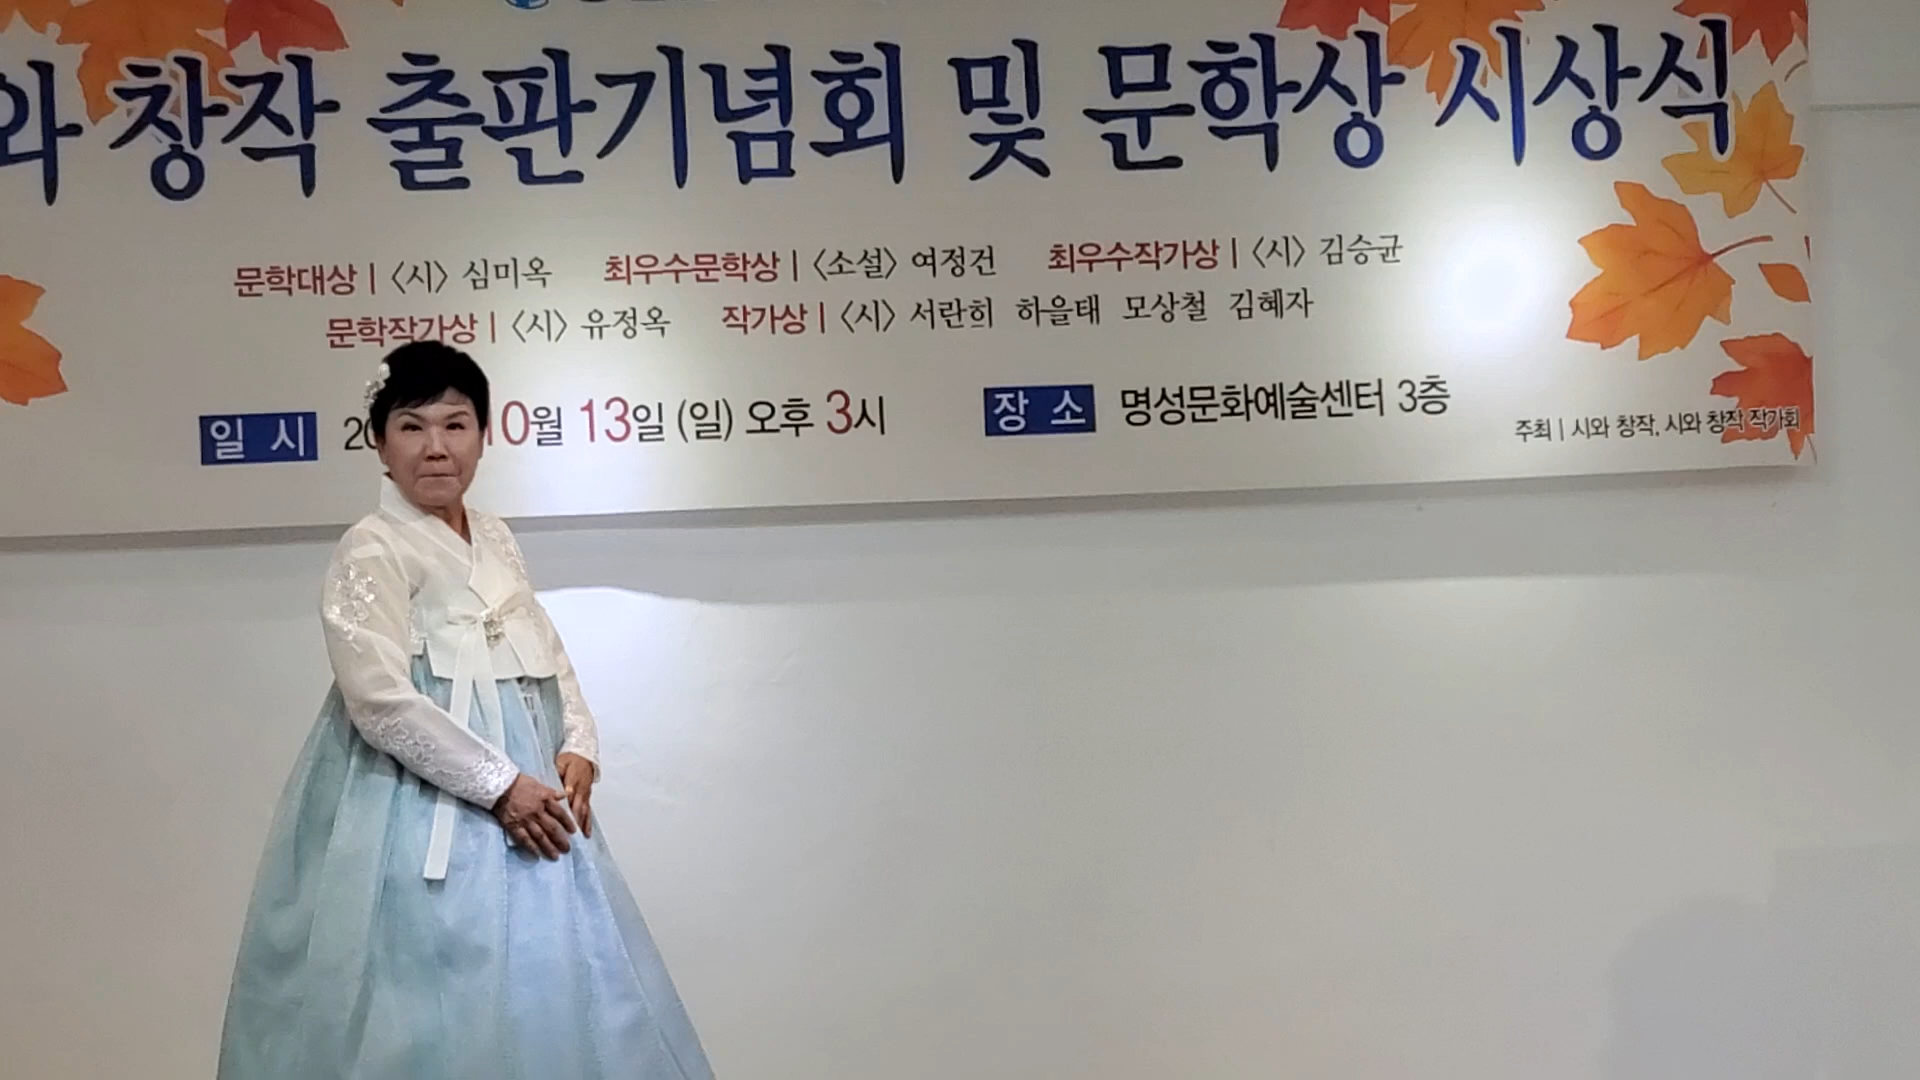 와 창작 출판기념회 및 문학상 시상식
문학대상 | 〈시〉 심미옥 최우수문학상 | 〈소설〉 여정건 최우수작가상 | 〈시〉 김승균
문학작가상 | 〈시〉 유정옥 작가상 | 〈시〉 서란희 하을태 모상철 김혜자
일 시 20 10월 13일 (일) 오후 3시 장 소 명성문화예술센터 3층
주최 | 시와 창작, 시와 창작 작가회